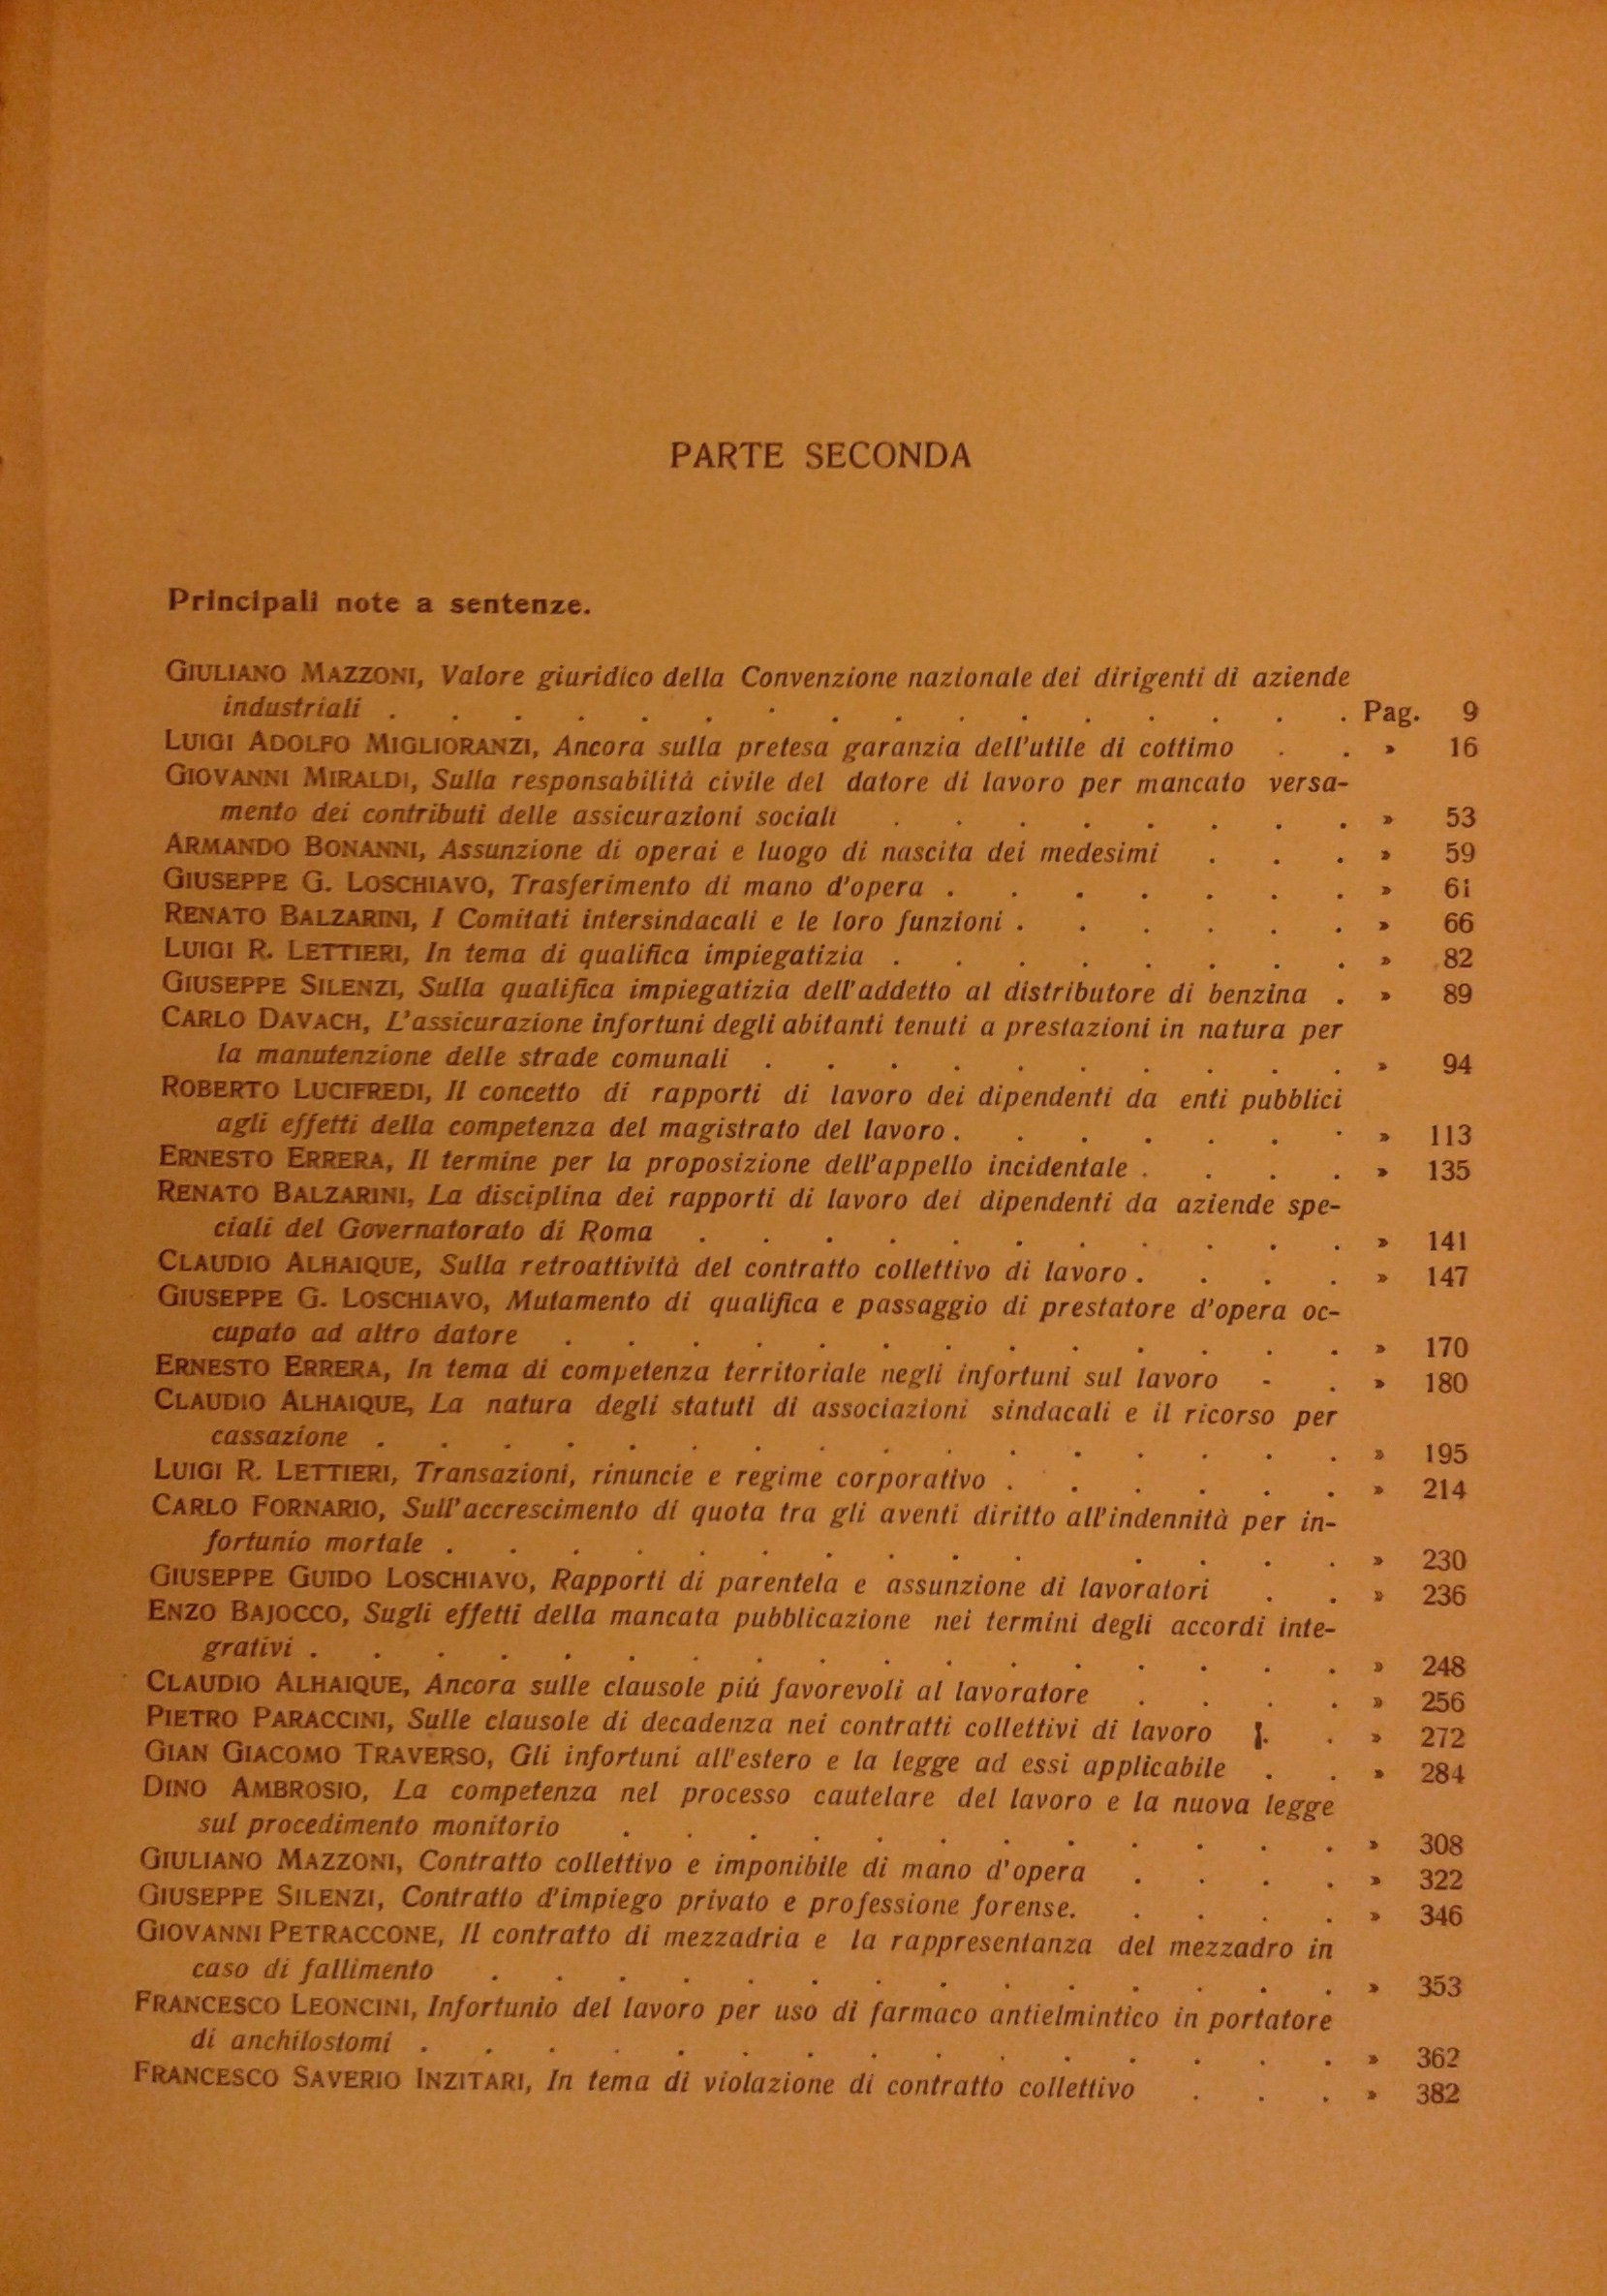 PARTE SECONDA
Principali note a sentenze.
GIULIANO MAZZONI, Valore giuridico della Convenzione nazionale dei dirigenti di aziende
industriali . . . . . . . . . . . . . . . . Pag. 9
LUIGI ADOLFO MIGLIORANZI, Ancora sulla pretesa garanzia dell'utile di cottimo . . » 16
GIOVANNI MIRALDI, Sulla responsabilità civile del datore di lavoro per mancato versa-
mento dei contributi delle assicurazioni sociali . . . . . . . . » 53
ARMANDO BONANNI, Assunzione di operai e luogo di nascita dei medesimi . . . » 59
GIUSEPPE G. LOSCHIAVO, Trasferimento di mano d'opera . . . . . . . » 61
RENATO BALZARINI, I Comitati intersindacali e le loro funzioni . . . . . . » 66
LUIGI R. LETTIERI, In tema di qualifica impiegatizia . . . . . . . . » 82
GIUSEPPE SILENZI, Sulla qualifica impiegatizia dell'addetto al distributore di benzina . » 89
CARLO DAVACH, L'assicurazione infortuni degli abitanti tenuti a prestazioni in natura per
la manutenzione delle strade comunali . . . . . . . . . . » 94
ROBERTO LUCIFREDI, Il concetto di rapporti di lavoro dei dipendenti da enti pubblici
agli effetti della competenza del magistrato del lavoro . . . . . . . » 113
ERNESTO ERRERA, Il termine per la proposizione dell'appello incidentale . . . . » 135
RENATO BALZARINI, La disciplina dei rapporti di lavoro dei dipendenti da aziende spe-
ciali del Governatorato di Roma . . . . . . . . . . . » 141
CLAUDIO ALHAIQUE, Sulla retroattività del contratto collettivo di lavoro . . . . » 147
GIUSEPPE G. LOSCHIAVO, Mutamento di qualifica e passaggio di prestatore d'opera oc-
cupato ad altro datore . . . . . . . . . . . . . » 170
ERNESTO ERRERA, In tema di competenza territoriale negli infortuni sul lavoro - . » 180
CLAUDIO ALHAIQUE, La natura degli statuti di associazioni sindacali e il ricorso per
cassazione . . . . . . . . . . . . . . . . » 195
LUIGI R. LETTIERI, Transazioni, rinuncie e regime corporativo . . . . . . » 214
CARLO FORNARIO, Sull'accrescimento di quota tra gli aventi diritto all'indennità per in-
fortunio mortale . . . . . . . . . . . . . . » 230
GIUSEPPE GUIDO LOSCHIAVO, Rapporti di parentela e assunzione di lavoratori . . » 236
ENZO BAJOCCO, Sugli effetti della mancata pubblicazione nei termini degli accordi inte-
grativi . . . . . . . . . . . . . . . . . » 248
CLAUDIO ALHAIQUE, Ancora sulle clausole piú favorevoli al lavoratore . . . . » 256
PIETRO PARACCINI, Sulle clausole di decadenza nei contratti collettivi di lavoro . . » 272
GIAN GIACOMO TRAVERSO, Gli infortuni all'estero e la legge ad essi applicabile . . » 284
DINO AMBROSIO, La competenza nel processo cautelare del lavoro e la nuova legge
sul procedimento monitorio . . . . . . . . . . . . » 308
GIULIANO MAZZONI, Contratto collettivo e imponibile di mano d'opera . . . . » 322
GIUSEPPE SILENZI, Contratto d'impiego privato e professione forense. . . . . » 346
GIOVANNI PETRACCONE, Il contratto di mezzadria e la rappresentanza del mezzadro in
caso di fallimento . . . . . . . . . . . . . . » 353
FRANCESCO LEONCINI, Infortunio del lavoro per uso di farmaco antielmintico in portatore
di anchilostomi . . . . . . . . . . . . . . . » 362
FRANCESCO SAVERIO INZITARI, In tema di violazione di contratto collettivo . . . » 382